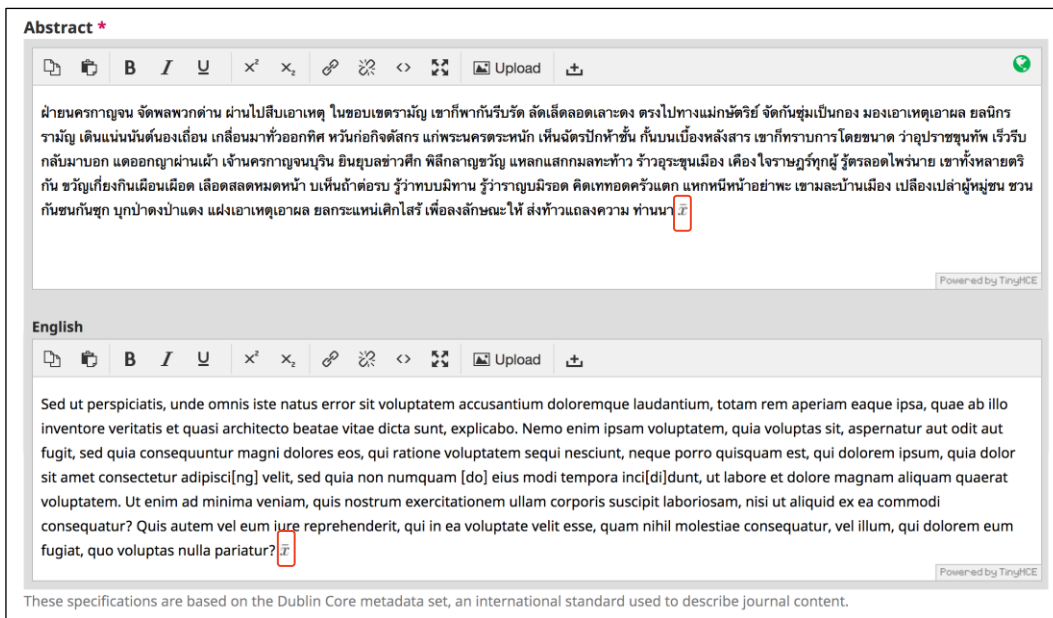 Abstract *
B I U x² x₂ <> Upload
ฝ่ายนครกาญจน จัดพลพวกด่าน ผ่านไปสืบเอาเหตุ ในขอบเขตรามัญ เขาก็พากันรีบรัด ลัดเล็ดลอดเลาะดง ตรงไปทางแม่กษัตริย์ จัดกันซุ่มเป็นกอง มองเอาเหตุเอาผล ยลนิกร
รามัญ เดินแน่นนันต์นองเถื่อน เกลื่อนมาทั่วออกทิศ หวันก่อกิจดัสกร แก่พระนครตระหนัก เห็นฉัตรปักห้าชั้น กั้นบนเบื้องหลังสาร เขาก็ทราบการโดยขนาด ว่าอุปราชขุนทัพ เร็วรีบ
กลับมาบอก แดออกญาผ่านเผ้า เจ้านครกาญจนบุริน ยินยุบลข่าวศึก พิลึกลาญขวัญ แหลกแสกกมลทะท้าว ร้าวอุระขุนเมือง เคืองใจราษฎร์ทุกผู้ รู้ตรลอดไพร่นาย เขาทั้งหลายตริ
กัน ขวัญเกี่ยงกินเผือนเผือด เลือดสลดหมดหน้า บเห็นถ้าต่อรบ รู้ว่าทบบมิทาน รู้ว่าราญบมิรอด คิดเททอดครัวแตก แหกหนีหน้าอย่าพะ เขามละบ้านเมือง เปลืองเปล่าผู้หมู่ชน ชวน
กันซนกันซุก บุกป่าดงป่าแดง แฝงเอาเหตุเอาผล ยลกระแหน่เศิกไสร้ เพื่อลงลักษณะให้ ส่งท้าวแถลงความ ท่านนา x̄
Powered by TinyMCE
English
B I U x² x₂ <> Upload
Sed ut perspiciatis, unde omnis iste natus error sit voluptatem accusantium doloremque laudantium, totam rem aperiam eaque ipsa, quae ab illo
inventore veritatis et quasi architecto beatae vitae dicta sunt, explicabo. Nemo enim ipsam voluptatem, quia voluptas sit, aspernatur aut odit aut
fugit, sed quia consequuntur magni dolores eos, qui ratione voluptatem sequi nesciunt, neque porro quisquam est, qui dolorem ipsum, quia dolor
sit amet consectetur adipisci[ng] velit, sed quia non numquam [do] eius modi tempora inci[di]dunt, ut labore et dolore magnam aliquam quaerat
voluptatem. Ut enim ad minima veniam, quis nostrum exercitationem ullam corporis suscipit laboriosam, nisi ut aliquid ex ea commodi
consequatur? Quis autem vel eum iure reprehenderit, qui in ea voluptate velit esse, quam nihil molestiae consequatur, vel illum, qui dolorem eum
fugiat, quo voluptas nulla pariatur? x̄
Powered by TinyMCE
These specifications are based on the Dublin Core metadata set, an international standard used to describe journal content.